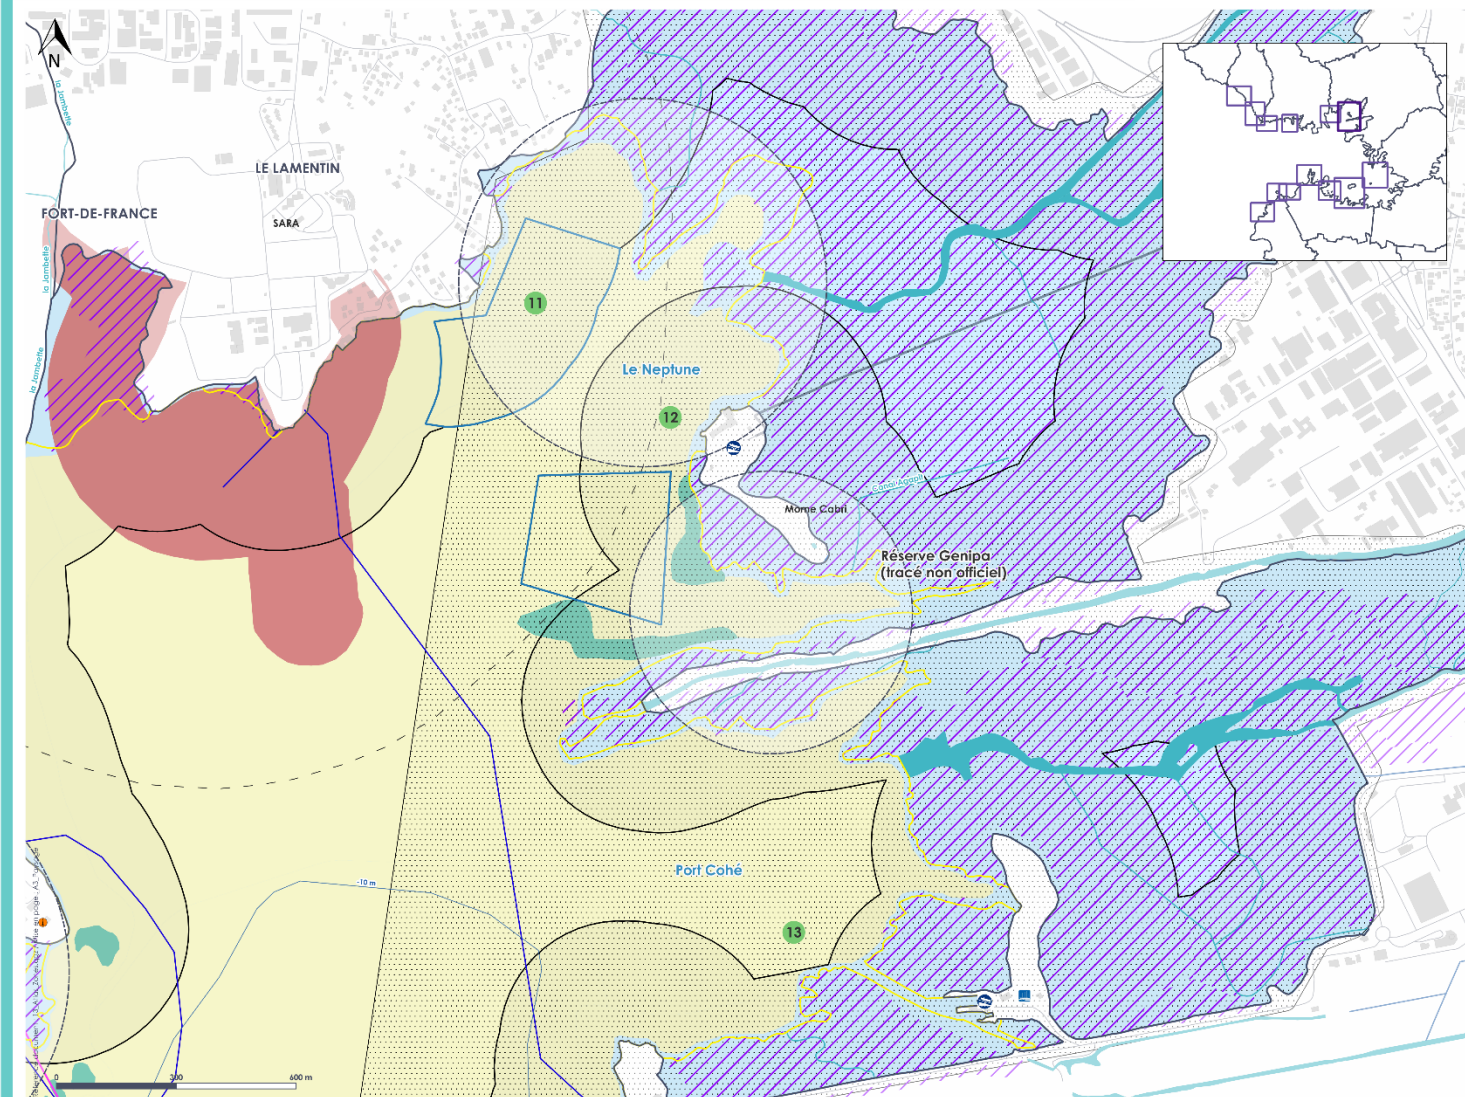 N
la Jambette
LE LAMENTIN
FORT-DE-FRANCE
SARA
la Jambette
11
Le Neptune
la Jambette
12
Canal Agapit
Morne Cabri
Réserve Genipa
(tracé non officiel)
Port Cohé
-10 m
13
0
300
600 m